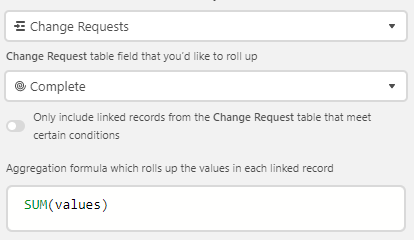 Change Requests
Change Request table field that you'd like to roll up
Complete
Only include linked records from the Change Request table that meet
certain conditions
Aggregation formula which rolls up the values in each linked record
SUM(values)